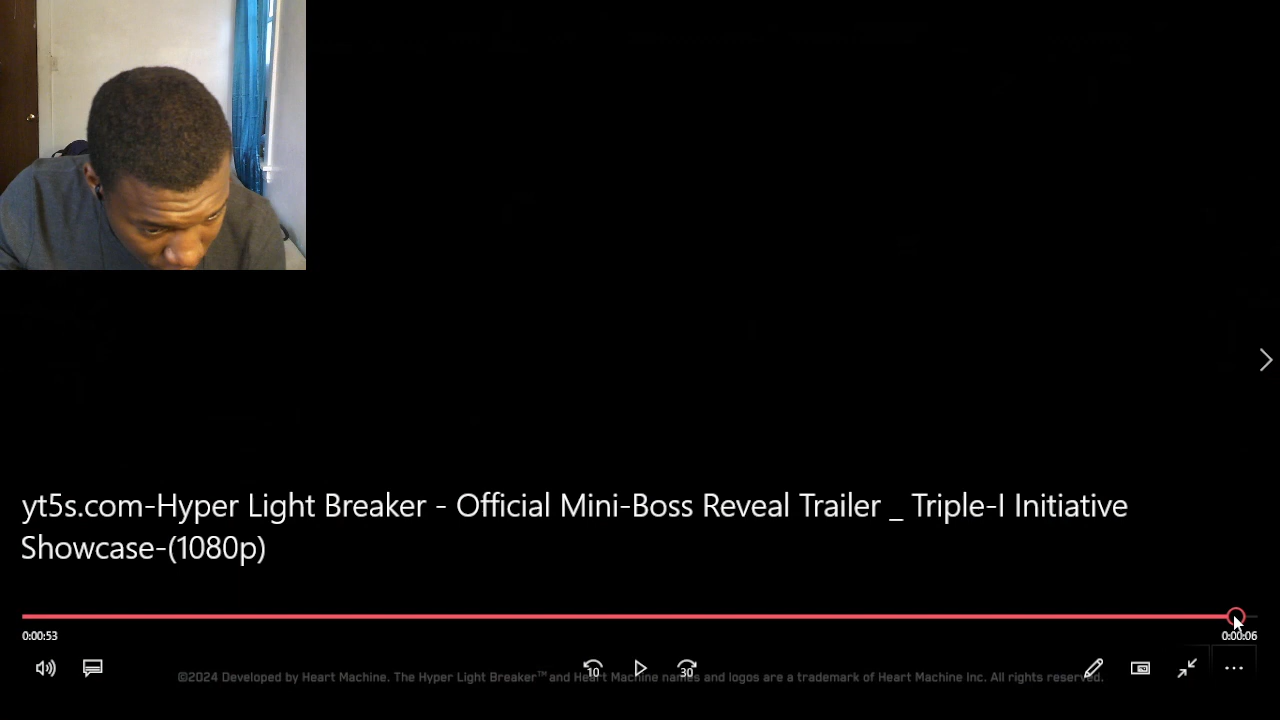 yt5s.com-Hyper Light Breaker - Official Mini-Boss Reveal Trailer _ Triple-I Initiative
Showcase-(1080p)
0:00:53
0:00:06
10
30
©2024 Developed by Heart Machine. The Hyper Light Breaker™ and Heart Machine names and logos are a trademark of Heart Machine Inc. All rights reserved.